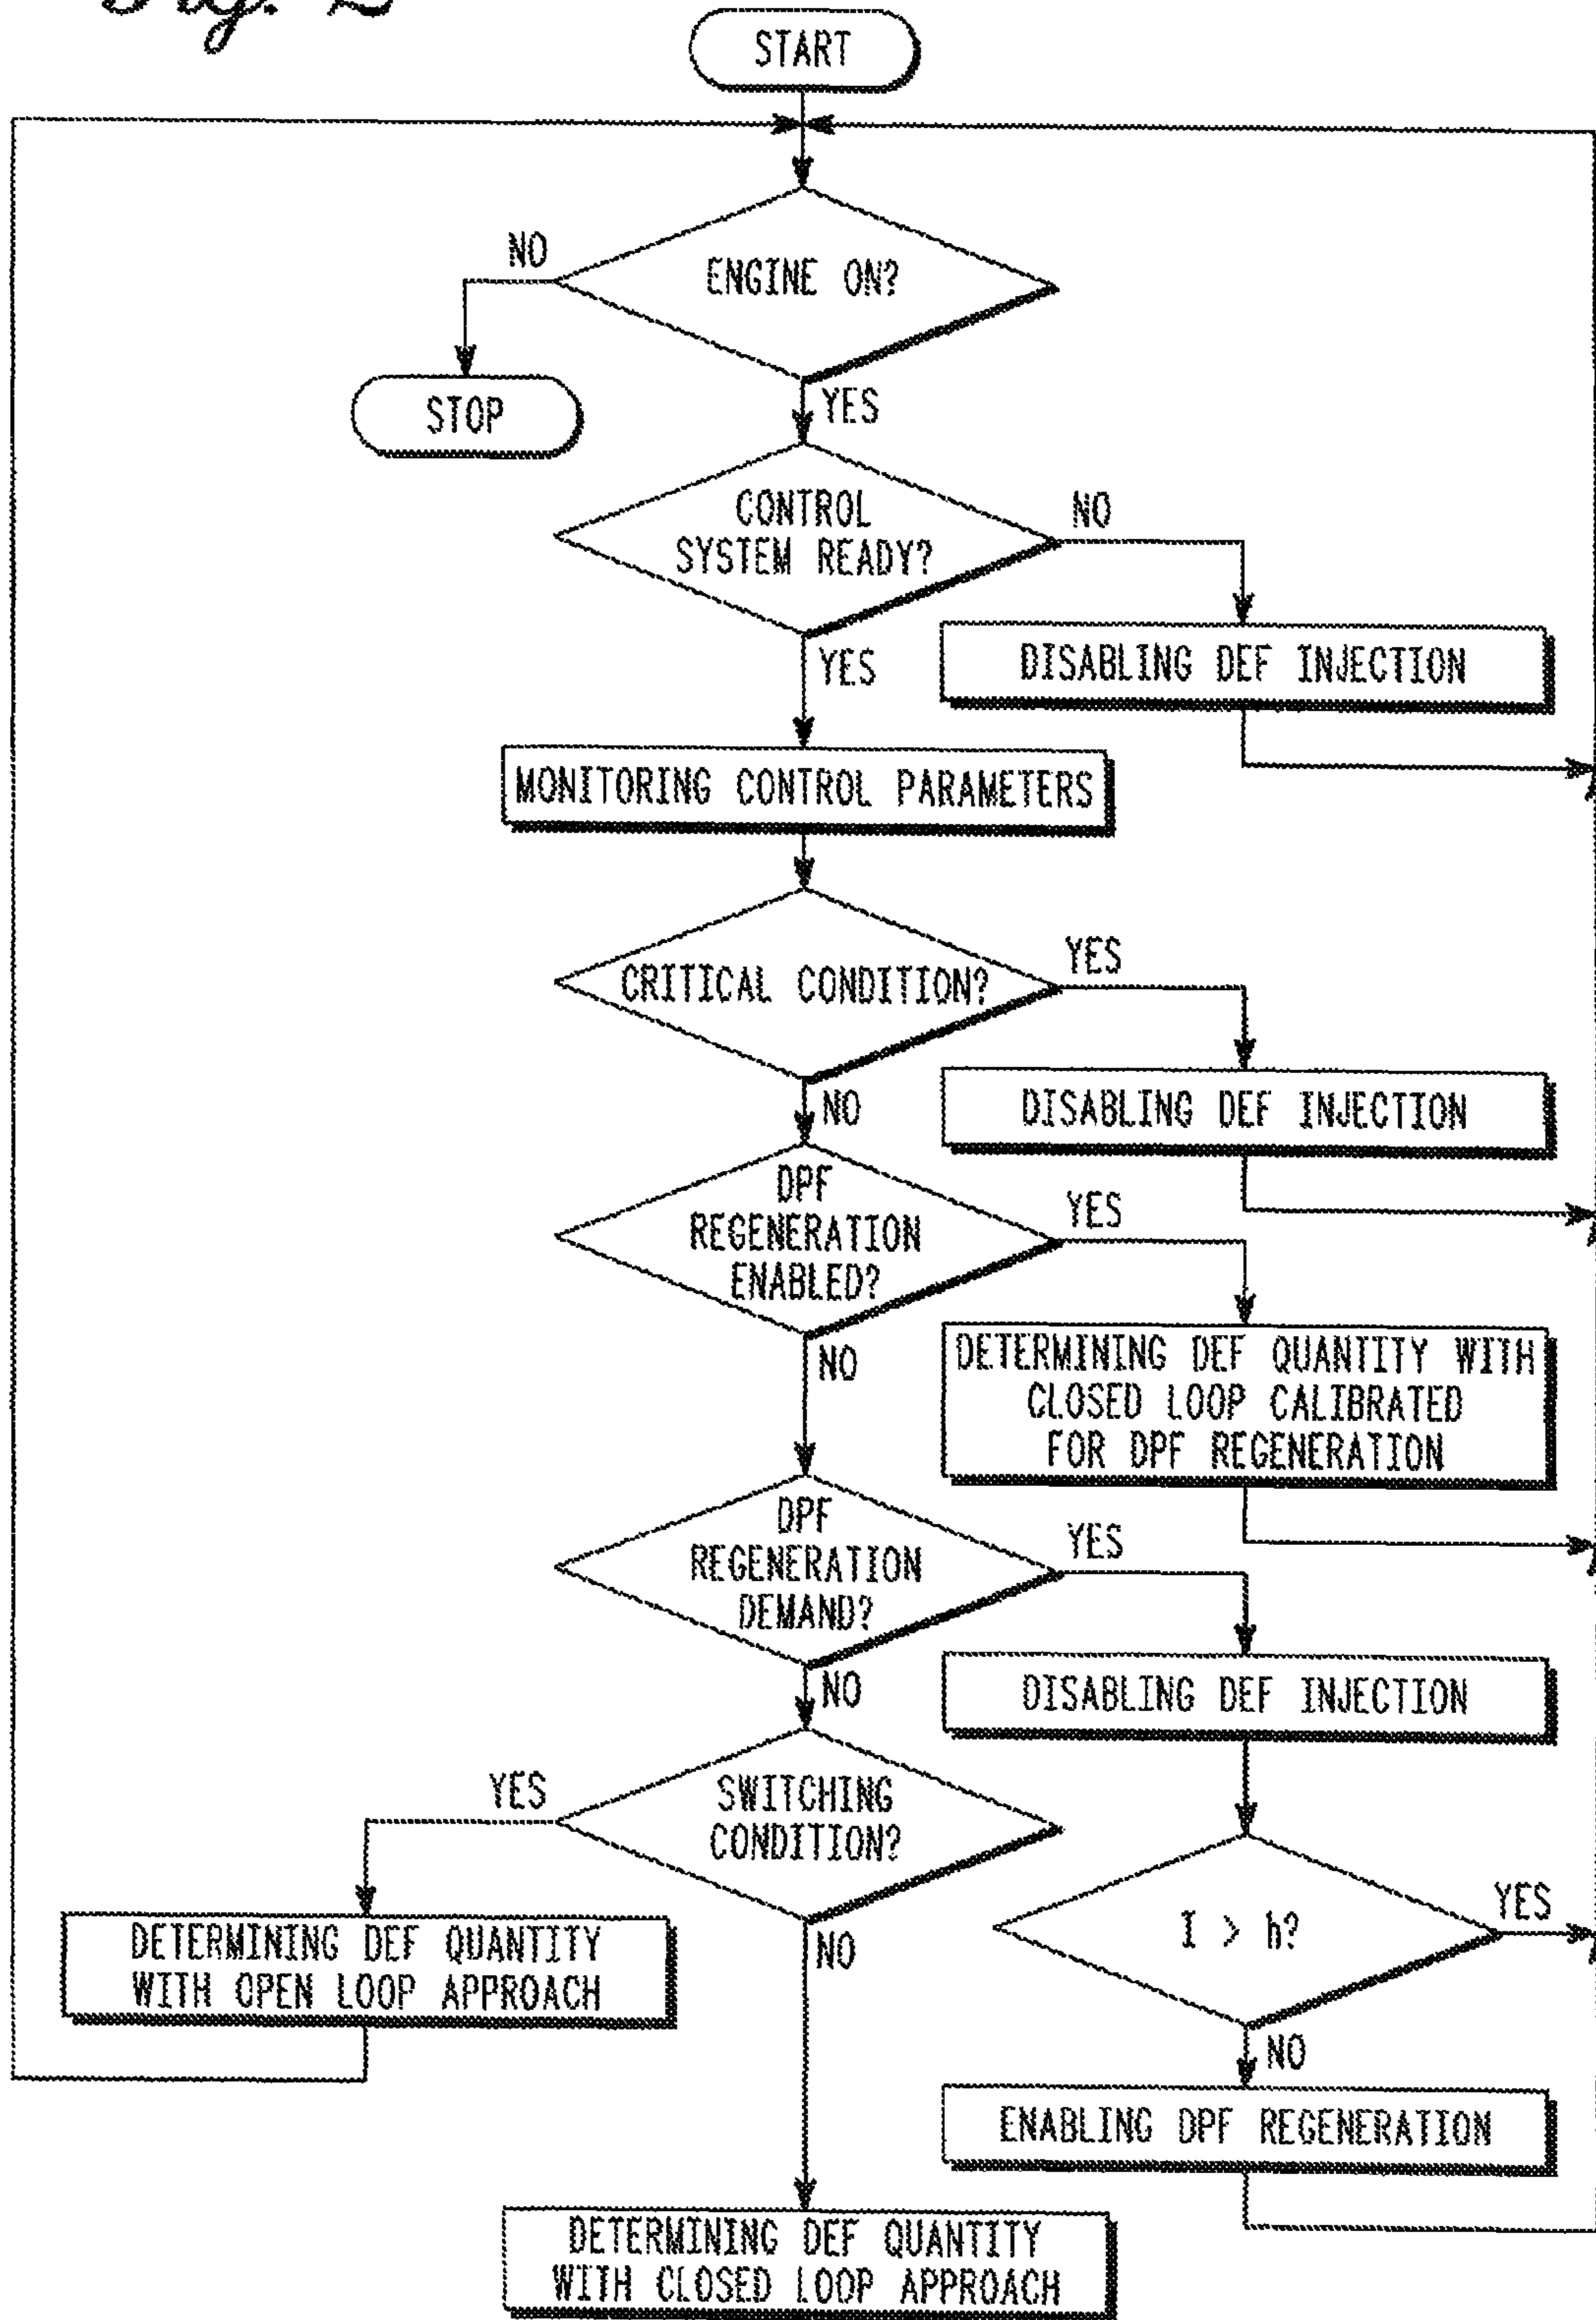 Fig. 2
START
NO
ENGINE ON?
STOP
YES
CONTROL
SYSTEM READY?
NO
YES
DISABLING DEF INJECTION
MONITORING CONTROL PARAMETERS
CRITICAL CONDITION?
YES
NO
DISABLING DEF INJECTION
DPF
REGENERATION
ENABLED?
YES
NO
DETERMINING DEF QUANTITY WITH
CLOSED LOOP CALIBRATED
FOR DPF REGENERATION
DPF
REGENERATION
DEMAND?
YES
NO
DISABLING DEF INJECTION
YES
SWITCHING
CONDITION?
NO
I > h?
YES
DETERMINING DEF QUANTITY
WITH OPEN LOOP APPROACH
NO
ENABLING DPF REGENERATION
DETERMINING DEF QUANTITY
WITH CLOSED LOOP APPROACH